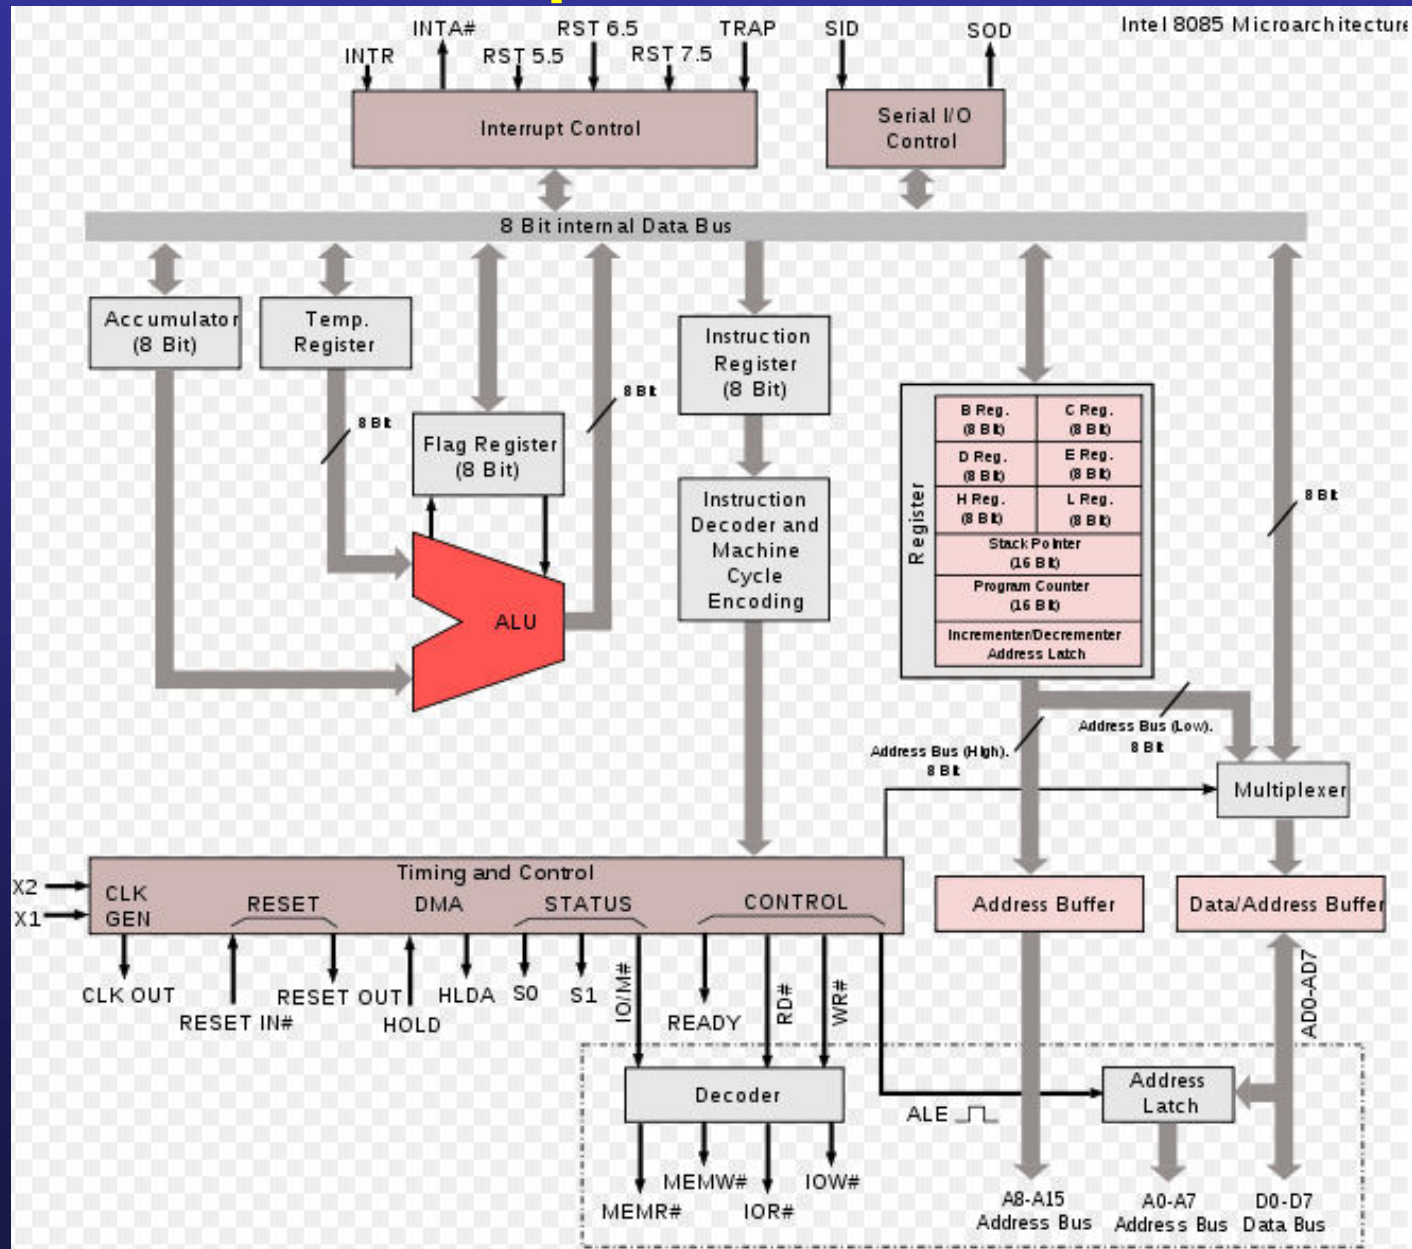 Intel 8085 Microarchitecture
INTA#
RST 6.5
TRAP
SID
SOD
INTR
RST 5.5
RST 7.5
Interrupt Control
Serial I/O
Control
8 Bit internal Data Bus
Accumulator
(8 Bit)
Temp.
Register
Instruction
Register
(8 Bit)
8 Bit
8 Bit
Flag Register
(8 Bit)
Register
B Reg.
(8 Bit)
C Reg.
(8 Bit)
D Reg.
(8 Bit)
E Reg.
(8 Bit)
H Reg.
(8 Bit)
L Reg.
(8 Bit)
Stack Pointer
(16 Bit)
Program Counter
(16 Bit)
Incrementer/Decrementer
Address Latch
8 Bit
Instruction
Decoder and
Machine
Cycle
Encoding
ALU
Address Bus (High).
8 Bit
Address Bus (Low).
8 Bit
Multiplexer
Timing and Control
X2
X1
CLK
GEN
RESET
DMA
STATUS
CONTROL
Address Buffer
Data/Address Buffer
CLK OUT
RESET IN#
RESET OUT
HOLD
HLDA
S0
S1
IO/M#
READY
RD#
WR#
AD0-AD7
Decoder
ALE
Address
Latch
MEMR#
MEMW#
IOR#
IOW#
A8-A15
Address Bus
A0-A7
Address Bus
D0-D7
Data Bus